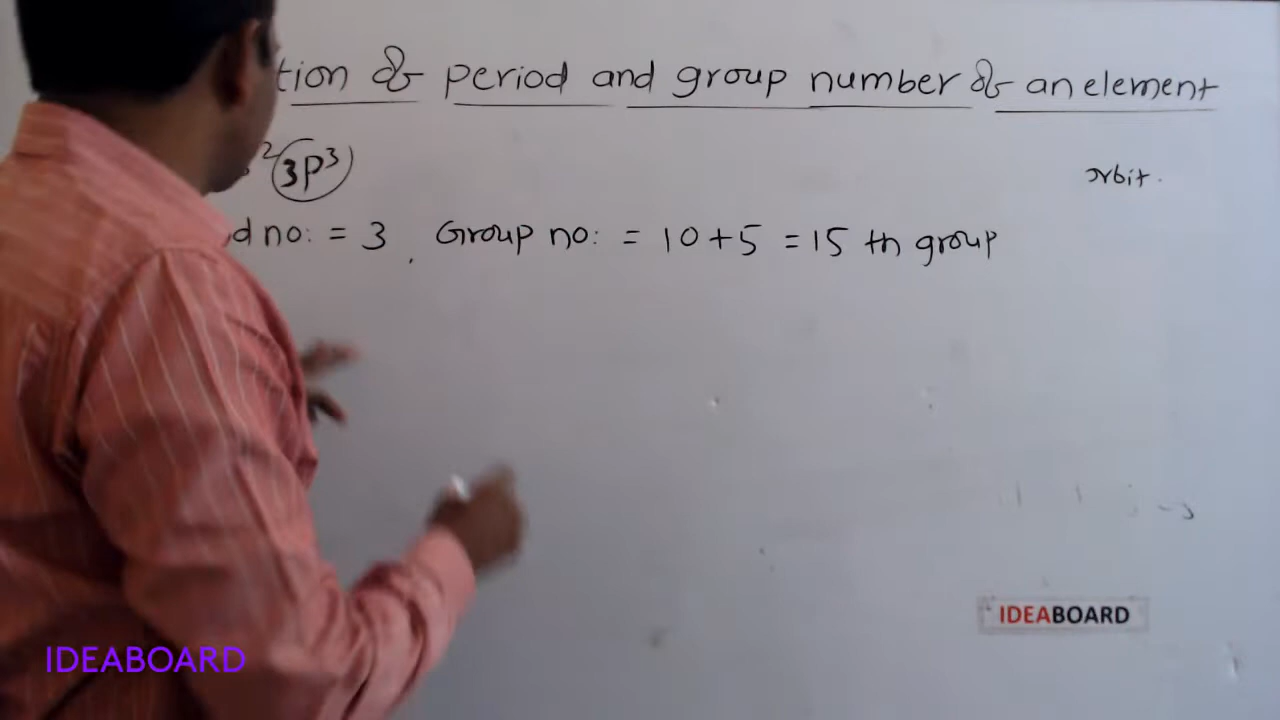 tion of period and group number of an element
2 3p3
orbit.
d no: = 3, Group no: = 10+5 = 15 th group
IDEABOARD
IDEABOARD